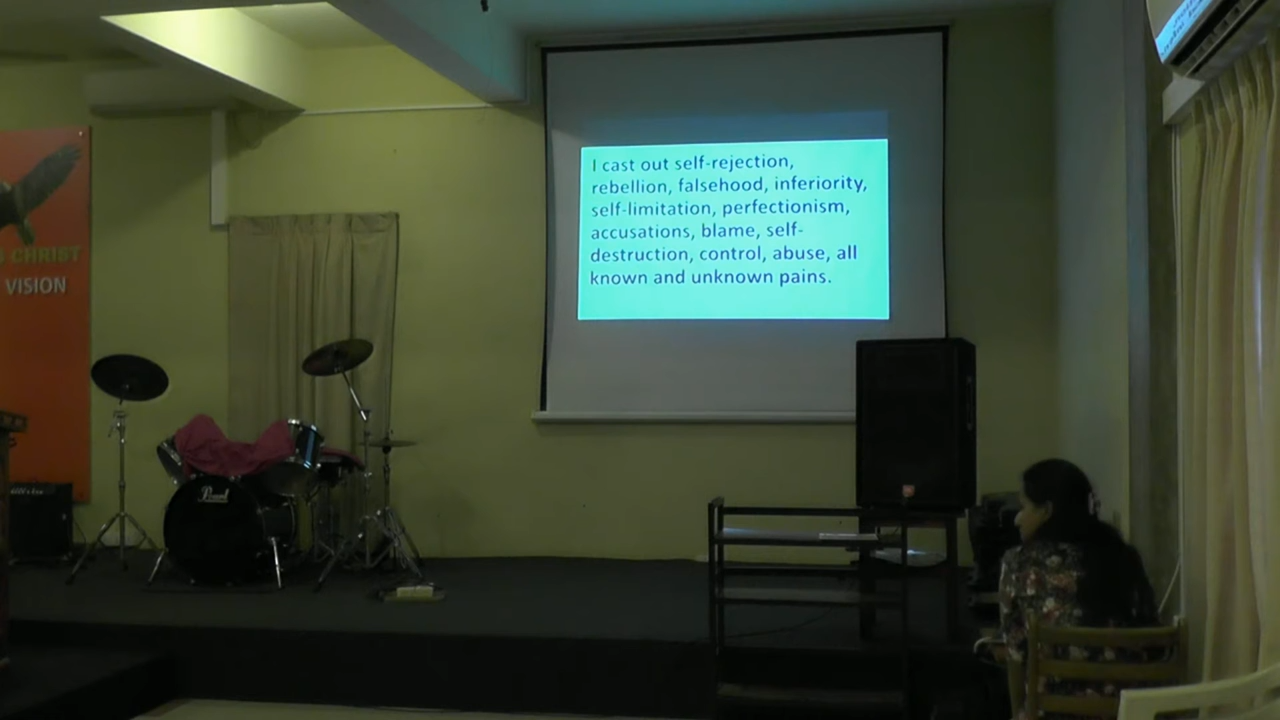 I cast out self-rejection,
rebellion, falsehood, inferiority,
self-limitation, perfectionism,
accusations, blame, self-
destruction, control, abuse, all
known and unknown pains.
CHRIST
VISION
Pearl